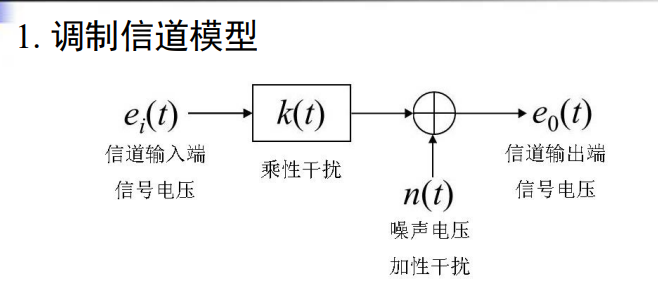 1. 调制信道模型
e_i(t)
k(t)
e_0(t)
信道输入端
信号电压
乘性干扰
n(t)
噪声电压
加性干扰
信道输出端
信号电压